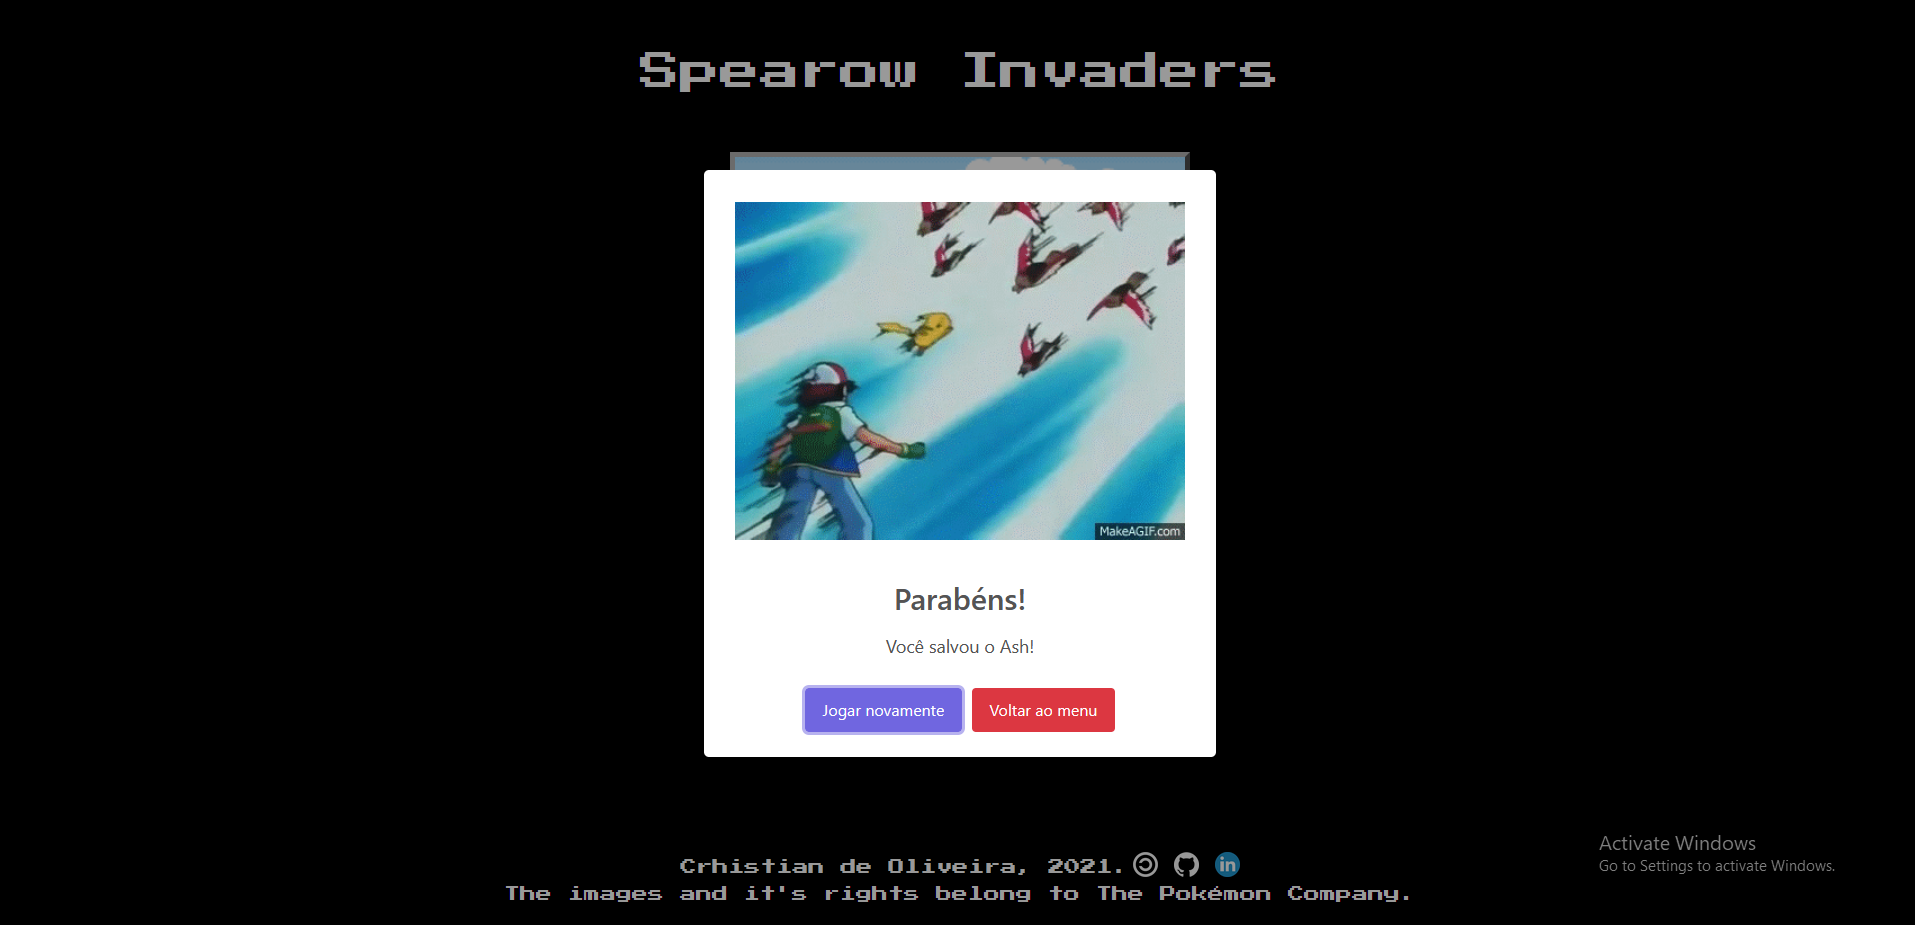 Spearow Invaders
MakeAGIF.com
Parabéns!
Você salvou o Ash!
Jogar novamente
Voltar ao menu
Activate Windows
Go to Settings to activate Windows.
Crhistian de Oliveira, 2021.
in
The images and it's rights belong to The Pokémon Company.